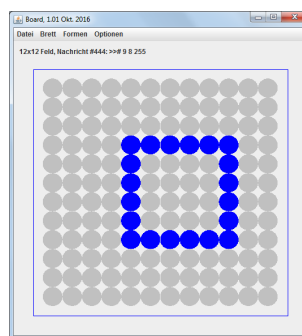 Board, 1.01 Okt. 2016
Datei Brett Formen Optionen
12x12 Feld, Nachricht #444: >># 9 8 255